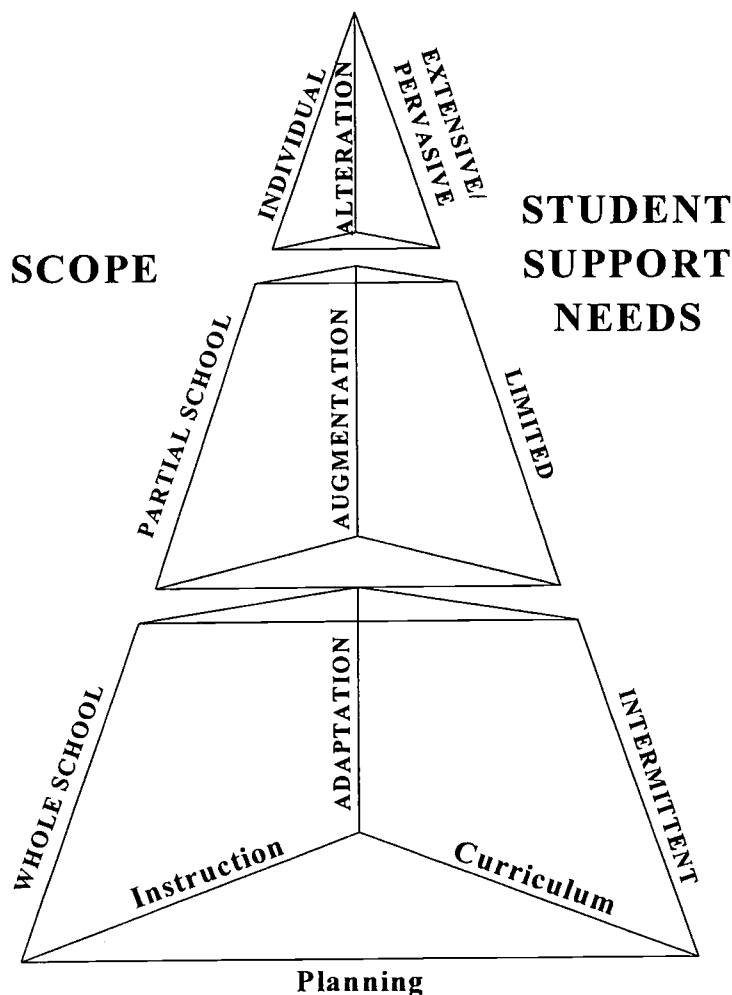 INDIVIDUAL
ALTERATION
EXTENSIVE/
PERVASIVE
SCOPE
STUDENT
SUPPORT
NEEDS
PARTIAL SCHOOL
AUGMENTATION
LIMITED
WHOLE SCHOOL
ADAPTATION
INTERMITTENT
Instruction
Curriculum
Planning